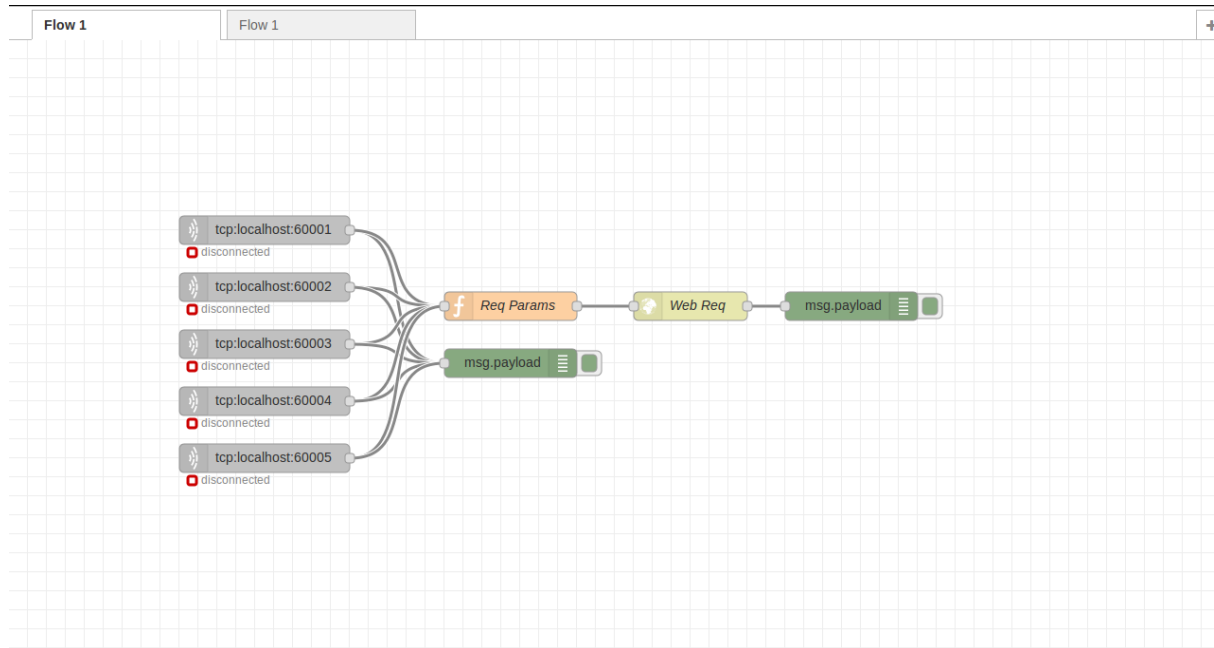 Flow 1
Flow 1
tcp:localhost:60001
disconnected
tcp:localhost:60002
disconnected
tcp:localhost:60003
disconnected
tcp:localhost:60004
disconnected
tcp:localhost:60005
disconnected
Req Params
Web Req
msg.payload
msg.payload